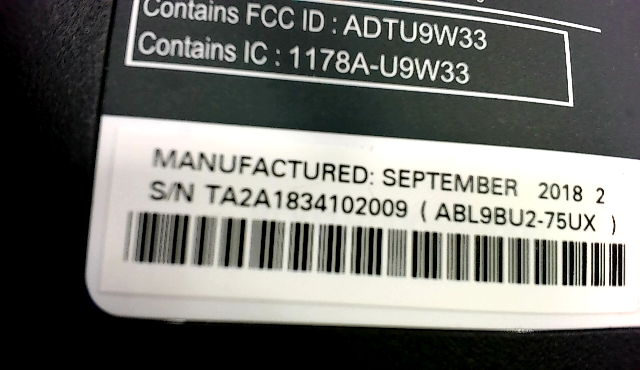 Contains FCC ID : ADTU9W33
Contains IC : 1178A-U9W33
MANUFACTURED: SEPTEMBER 2018 2
S/N TA2A1834102009 ( ABL9BU2-75UX )